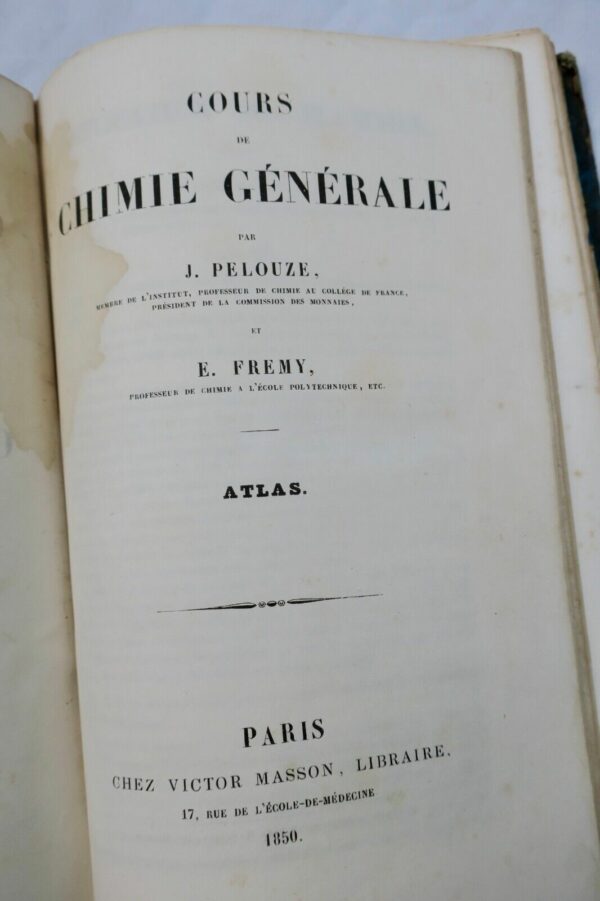 COURS
DE
CHIMIE GÉNÉRALE
PAR
J. PELOUZE,
MEMBRE DE L'INSTITUT, PROFESSEUR DE CHIMIE AU COLLÉGE DE FRANCE,
PRÉSIDENT DE LA COMMISSION DES MONNAIES,
ET
E. FREMY,
PROFESSEUR DE CHIMIE A L'ÉCOLE POLYTECHNIQUE, ETC.
ATLAS.
PARIS
CHEZ VICTOR MASSON, LIBRAIRE,
17, RUE DE L'ÉCOLE-DE-MÉDECINE
1850.